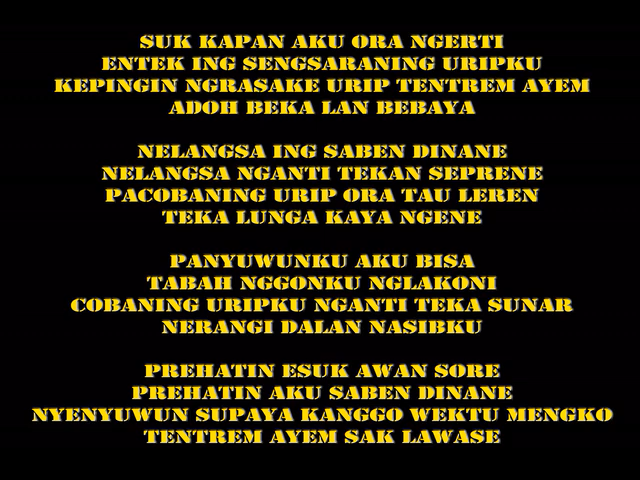 SUK KAPAN AKU ORA NGERTI
ENTEK ING SENGSARANING URIPKU
KEPINGIN NGRASAKE URIP TENTREM AYEM
ADOH BEKA LAN BEBAYA
NELANGSA ING SABEN DINANE
NELANGSA NGANTI TEKAN SEPRENE
PACOBANING URIP ORA TAU LEREN
TEKA LUNGA KAYA NGENE
PANYUWUNKU AKU BISA
TABAH NGGONKU NGLAKONI
COBANING URIPKU NGANTI TEKA SUNAR
NERANGI DALAN NASIBKU
PREHATIN ESUK AWAN SORE
PREHATIN AKU SABEN DINANE
NYENYUWUN SUPAYA KANGGO WEKTU MENGKO
TENTREM AYEM SAK LAWASE